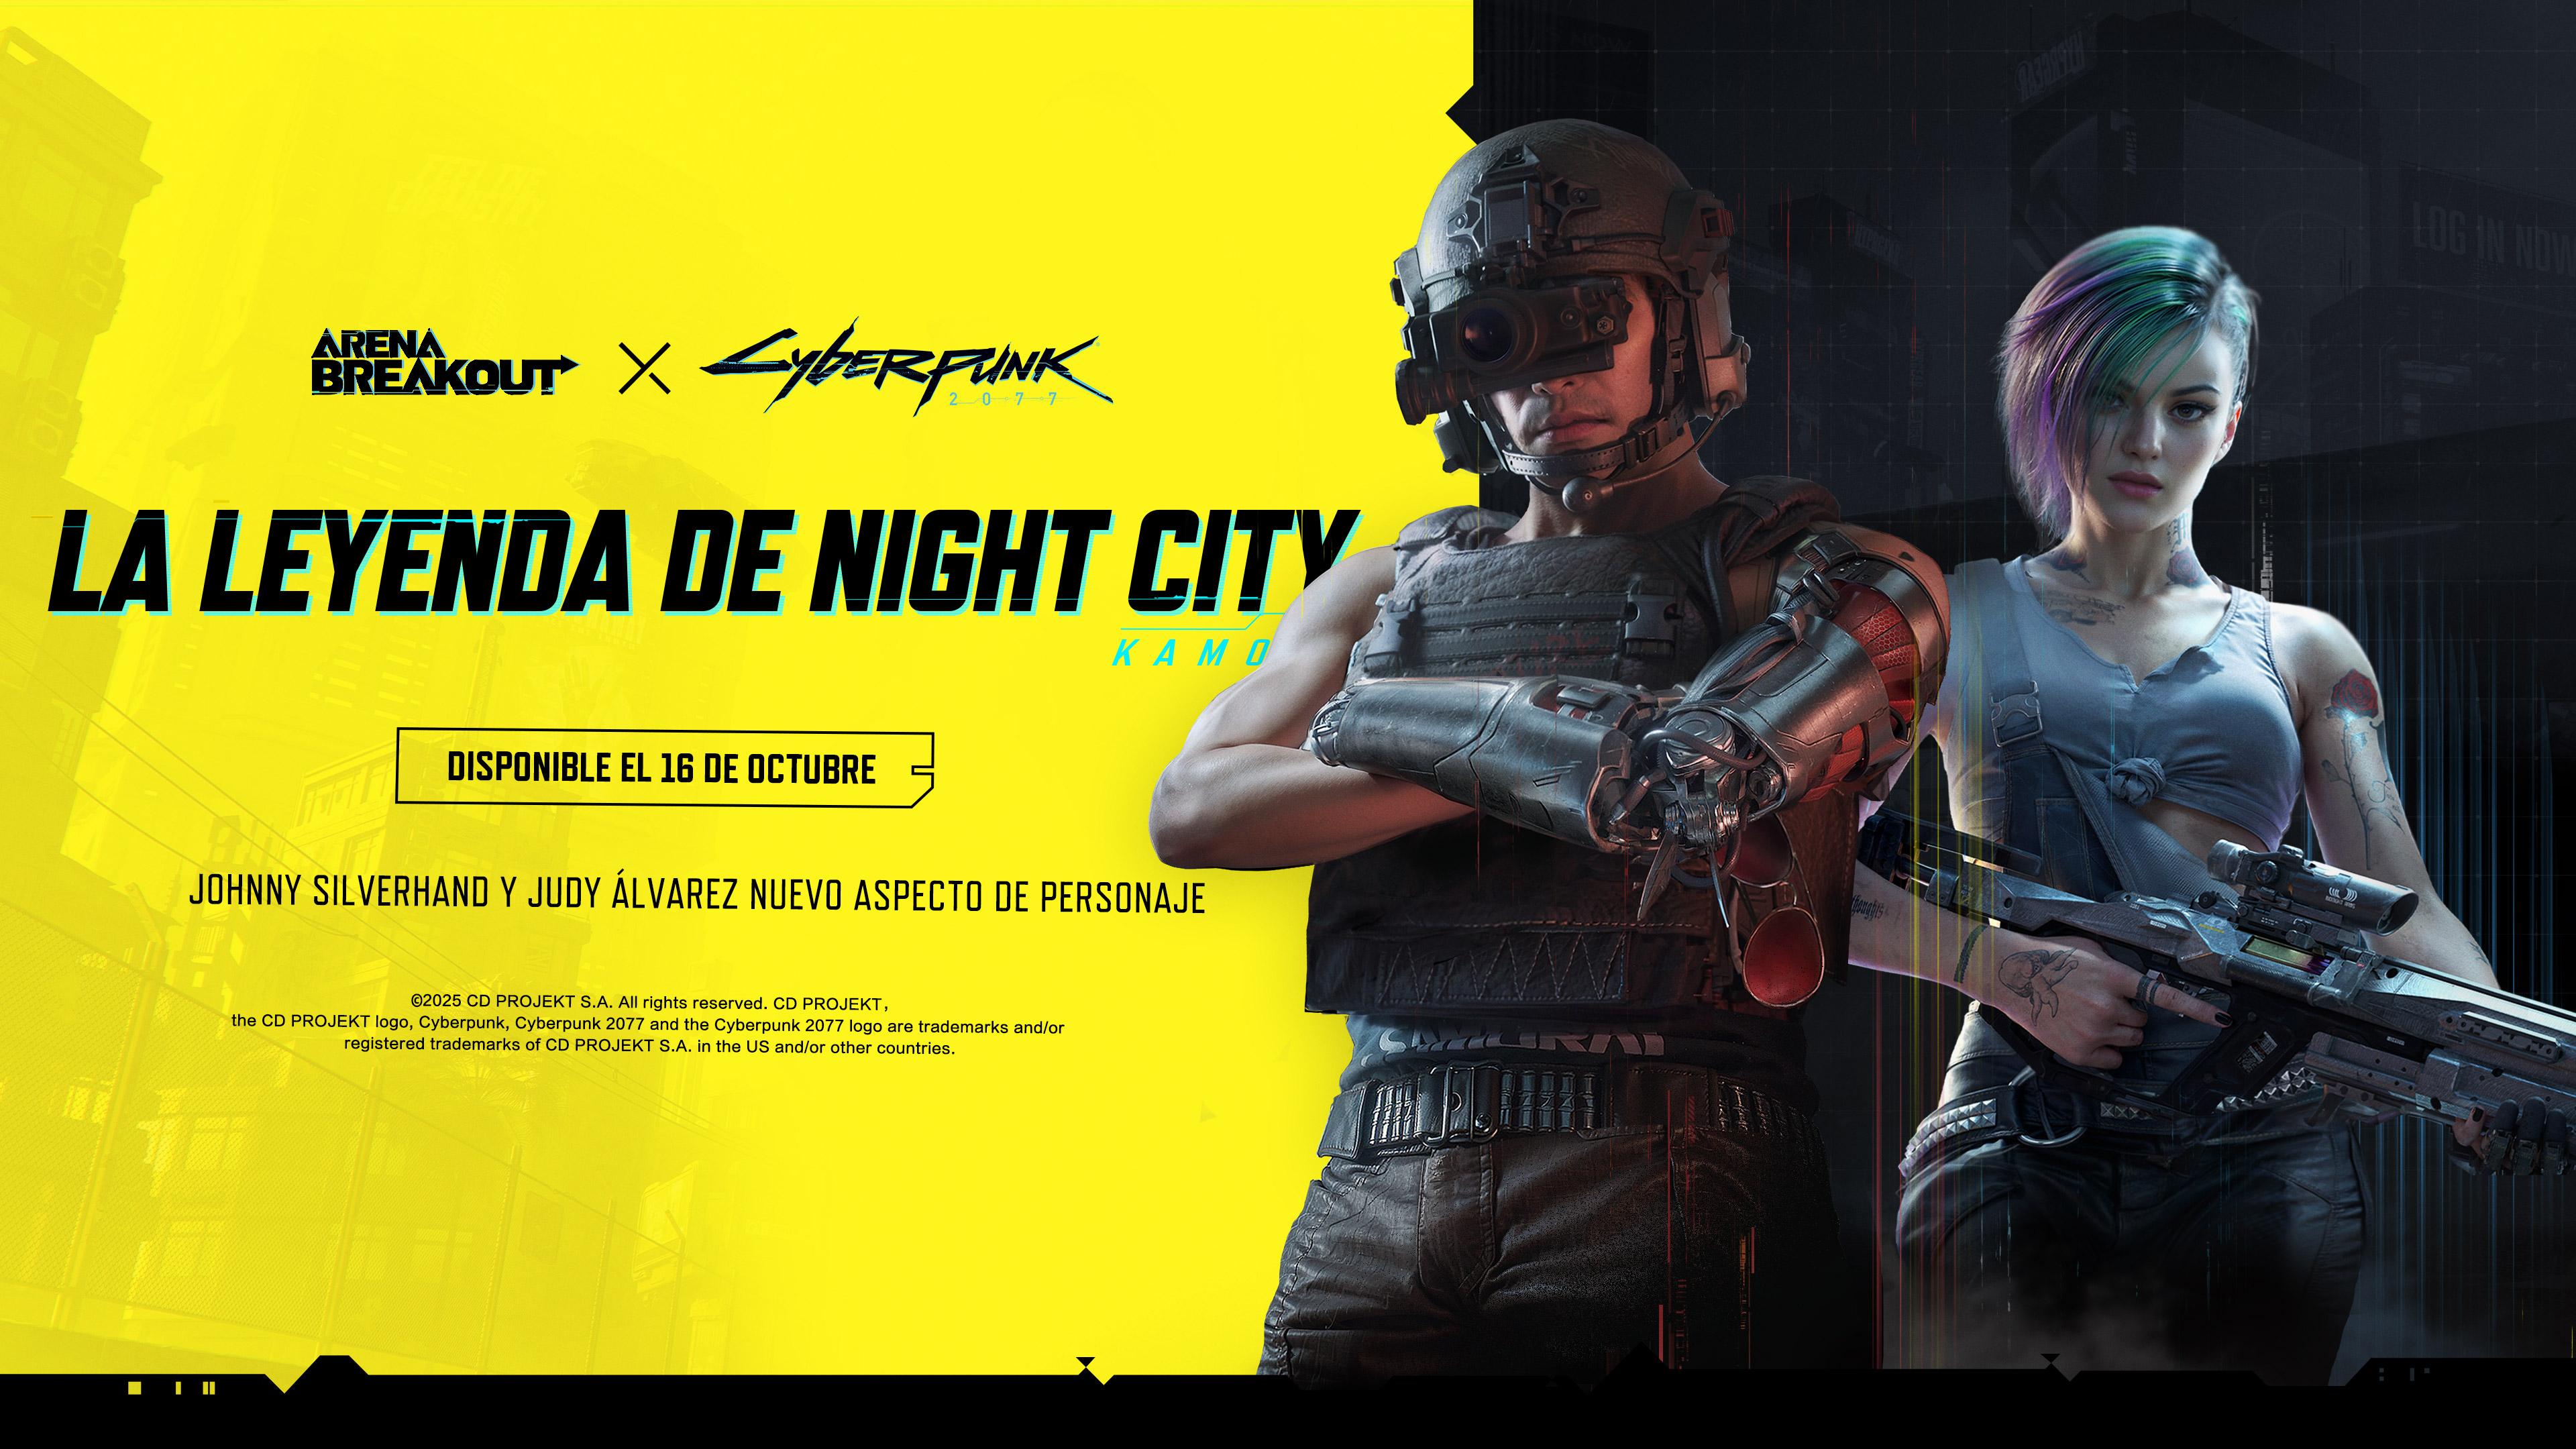 ARENA
BREAKOUT
X
Cyberpunk
2077
LA LEYENDA DE NIGHT CITY
KAMO
DISPONIBLE EL 16 DE OCTUBRE
JOHNNY SILVERHAND Y JUDY ÁLVAREZ NUEVO ASPECTO DE PERSONAJE
©2025 CD PROJEKT S.A. All rights reserved. CD PROJEKT,
the CD PROJEKT logo, Cyberpunk, Cyberpunk 2077 and the Cyberpunk 2077 logo are trademarks and/or
registered trademarks of CD PROJEKT S.A. in the US and/or other countries.
LOG IN NOW
SAMURAI